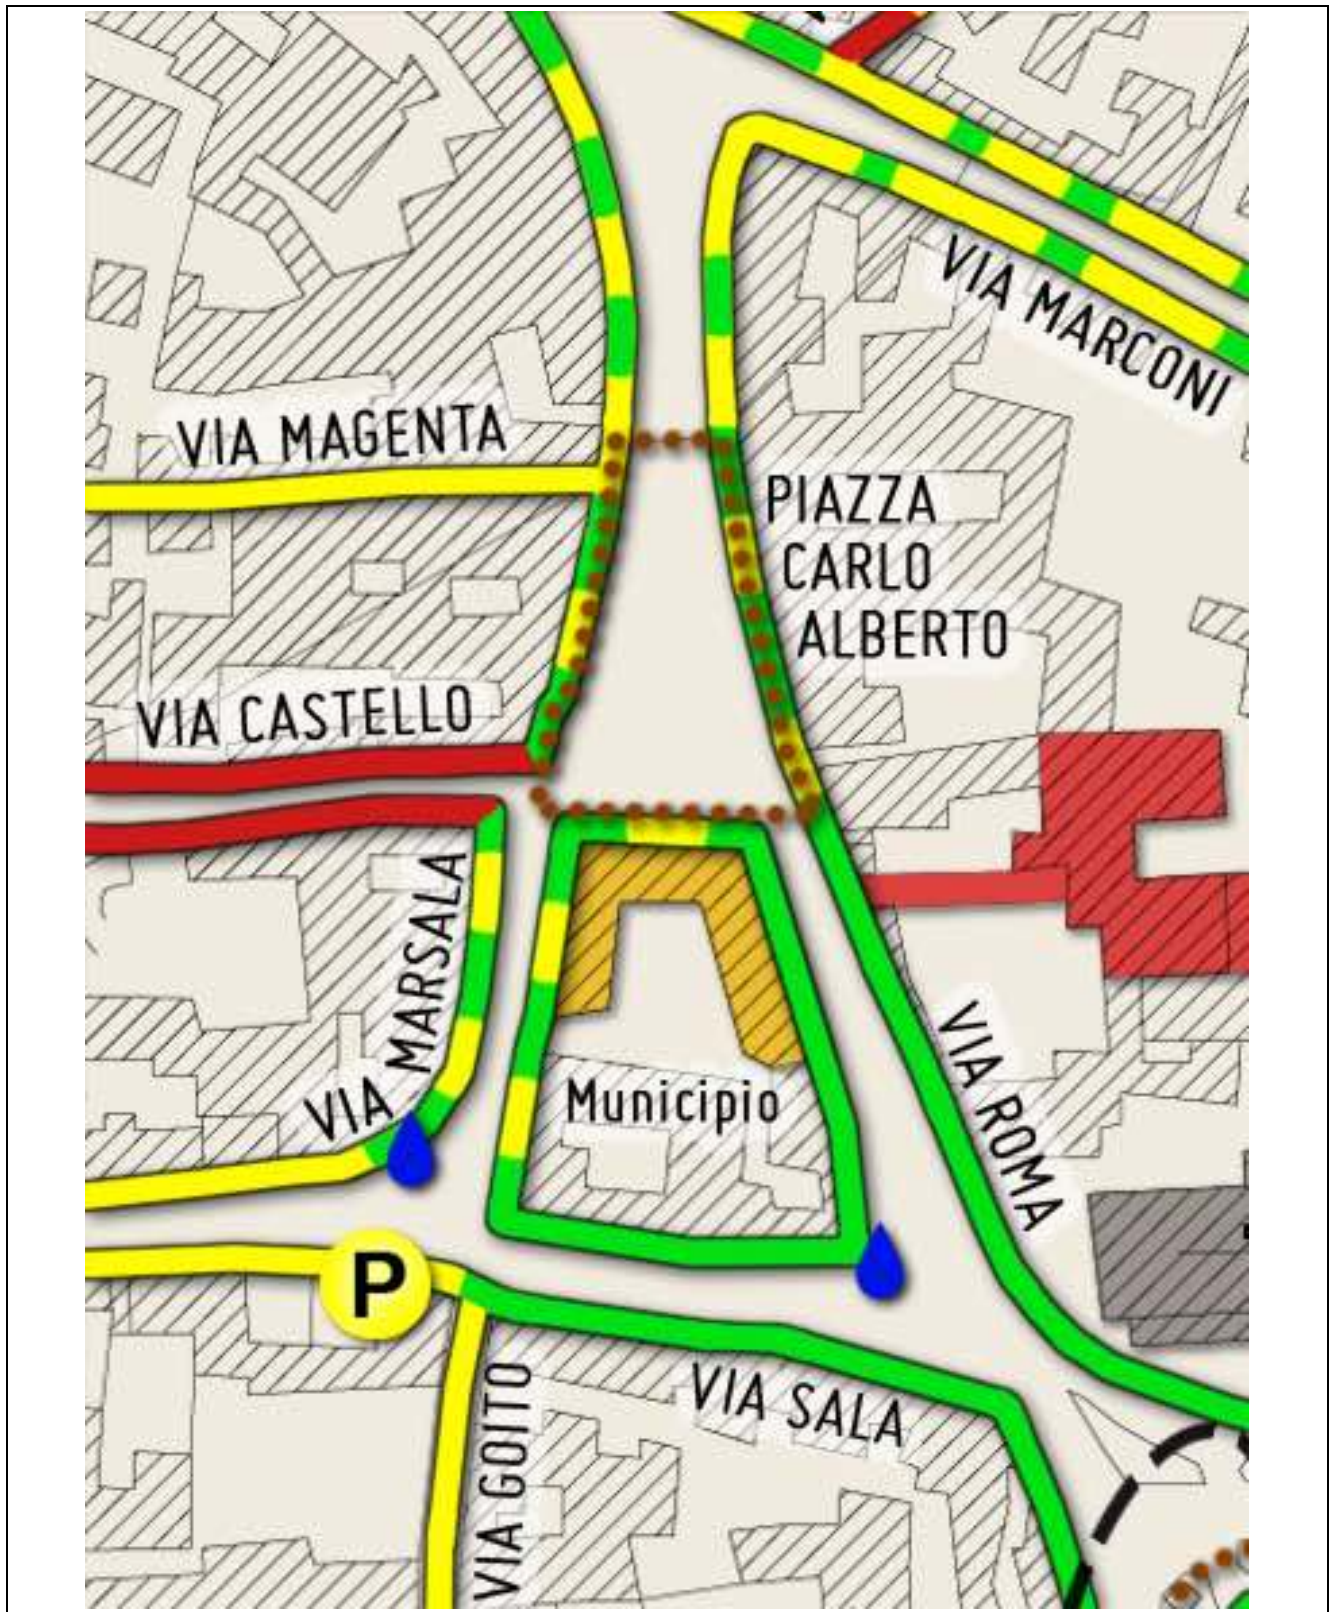 VIA MARCONI
VIA MAGENTA
PIAZZA
CARLO
ALBERTO
VIA CASTELLO
VIA MARSALA
Municipio
VIA ROMA
P
VIA SALA
VIA GOITO